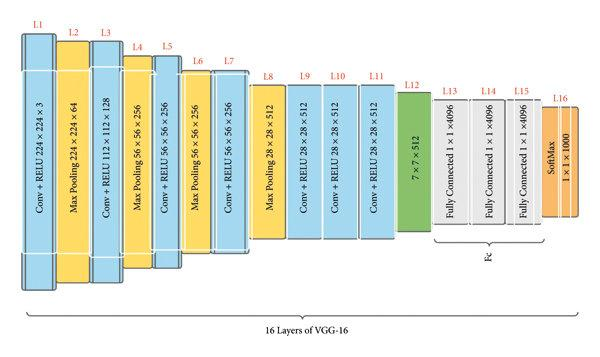 L1
L2
L3
L4
L5
L6
L7
L8
L9
L10
L11
L12
L13
L14
L15
L16
Conv + RELU 224 × 224 × 3
Max Pooling 224 × 224 × 64
Conv + RELU 112 × 112 × 128
Max Pooling 56 × 56 × 256
Conv + RELU 56 × 56 × 256
Max Pooling 56 × 56 × 256
Conv + RELU 56 × 56 × 256
Max Pooling 28 × 28 × 512
Conv + RELU 28 × 28 × 512
Conv + RELU 28 × 28 × 512
Conv + RELU 28 × 28 × 512
7 × 7 × 512
Fully Connected 1 × 1 ×4096
Fully Connected 1 × 1 ×4096
Fully Connected 1 × 1 ×4096
SoftMax
1 × 1 × 1000
Fc
16 Layers of VGG-16